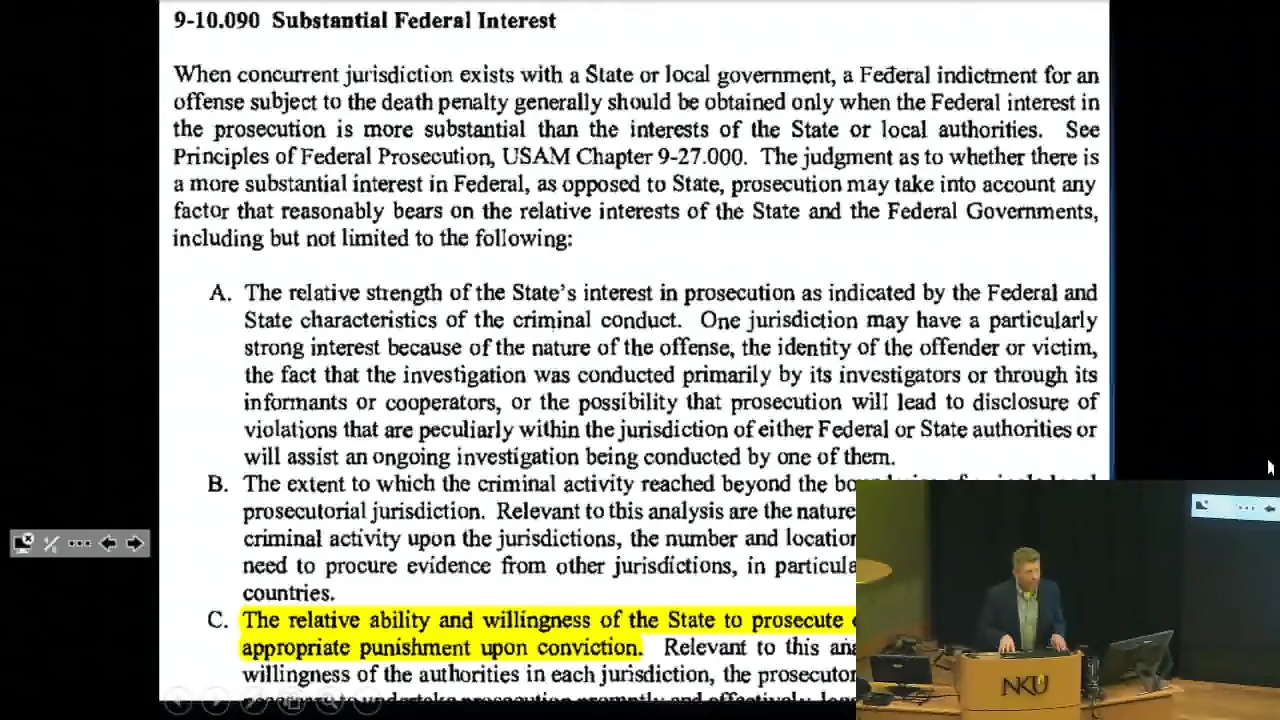 9-10.090 Substantial Federal Interest
When concurrent jurisdiction exists with a State or local government, a Federal indictment for an
offense subject to the death penalty generally should be obtained only when the Federal interest in
the prosecution is more substantial than the interests of the State or local authorities. See
Principles of Federal Prosecution, USAM Chapter 9-27.000. The judgment as to whether there is
a more substantial interest in Federal, as opposed to State, prosecution may take into account any
factor that reasonably bears on the relative interests of the State and the Federal Governments,
including but not limited to the following:
A. The relative strength of the State's interest in prosecution as indicated by the Federal and
State characteristics of the criminal conduct. One jurisdiction may have a particularly
strong interest because of the nature of the offense, the identity of the offender or victim,
the fact that the investigation was conducted primarily by its investigators or through its
informants or cooperators, or the possibility that prosecution will lead to disclosure of
violations that are peculiarly within the jurisdiction of either Federal or State authorities or
will assist an ongoing investigation being conducted by one of them.
B. The extent to which the criminal activity reached beyond the
prosecutorial jurisdiction. Relevant to this analysis are the nature
criminal activity upon the jurisdictions, the number and
need to procure evidence from other jurisdictions, in
countries.
C. The relative ability and willingness of the State to prosecute
appropriate punishment upon conviction. Relevant to this
willingness of the authorities in each jurisdiction, the
NKU